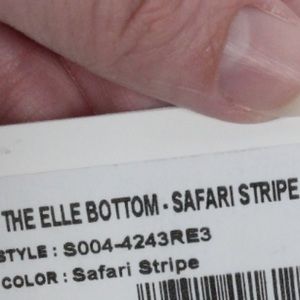 THE ELLE BOTTOM - SAFARI STRIPE
STYLE : S004-4243RE3
COLOR : Safari Stripe